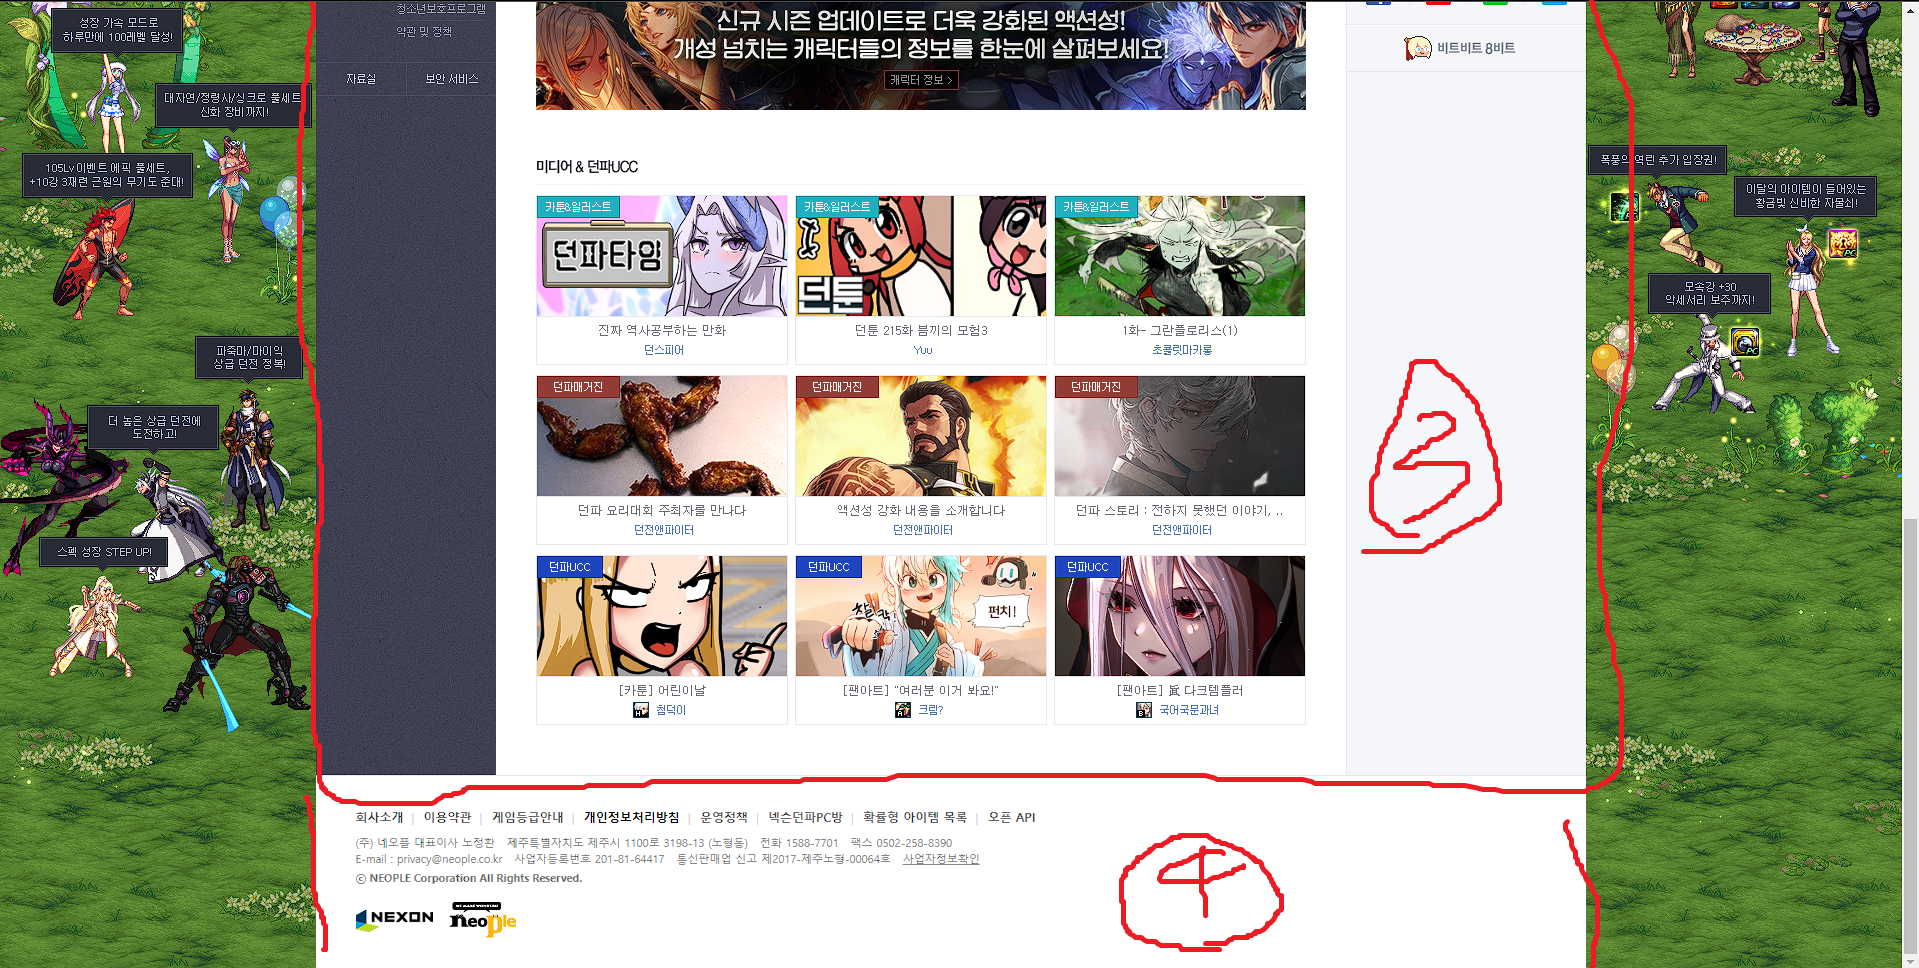 성장 가속 모드로
하루만에 100레벨 달성!
대자연/정령사/싱크로 풀세트
신화 장비까지!
105Lv 이벤트 에픽 풀세트,
+10강 3재련 근원의 무기도 준대!
파죽마/마이익
상급 던전 정복!
더 높은 상급 던전에
도전하고!
스펙 성장 STEP UP!
청소년보호프로그램
약관 및 정책
자료실
보안 서비스
신규 시즌 업데이트로 더욱 강화된 액션성!
개성 넘치는 캐릭터들의 정보를 한눈에 살펴보세요!
캐릭터 정보 >
미디어 & 던파UCC
카툰&일러스트
던파타임
진짜 역사공부하는 만화
던스피어
카툰&일러스트
던툰
던툰 215화 븜끼의 모험3
Yuu
카툰&일러스트
1화- 그란플로리스(1)
초큘릿마카롱
던파매거진
던파 요리대회 주최자를 만나다
던전앤파이터
던파매거진
액션성 강화 내용을 소개합니다
던전앤파이터
던파매거진
던파 스토리 : 전하지 못했던 이야기, ..
던전앤파이터
던파UCC
[카툰] 어린이날
첨덕이
던파UCC
펀치!
[팬아트] "여러분 이거 봐요!"
크림?
던파UCC
[팬아트] 眞 다크템플러
국어국문과녀
비트비트 8비트
3
폭풍의 역린 추가 입장권!
이달의 아이템이 들어있는
황금빛 신비한 자물쇠!
PC
모속강 +30
악세서리 보주까지!
PC
회사소개 | 이용약관 | 게임등급안내 | 개인정보처리방침 | 운영정책 | 넥슨던파PC방 | 확률형 아이템 목록 | 오픈 API
(주) 네오플 대표이사 노정환 제주특별자치도 제주시 1100로 3198-13 (노형동) 전화 1588-7701 팩스 0502-258-8390
E-mail : privacy@neople.co.kr 사업자등록번호 201-81-64417 통신판매업 신고 제2017-제주노형-00064호 사업자정보확인
ⓒ NEOPLE Corporation All Rights Reserved.
NEXON
neople
4